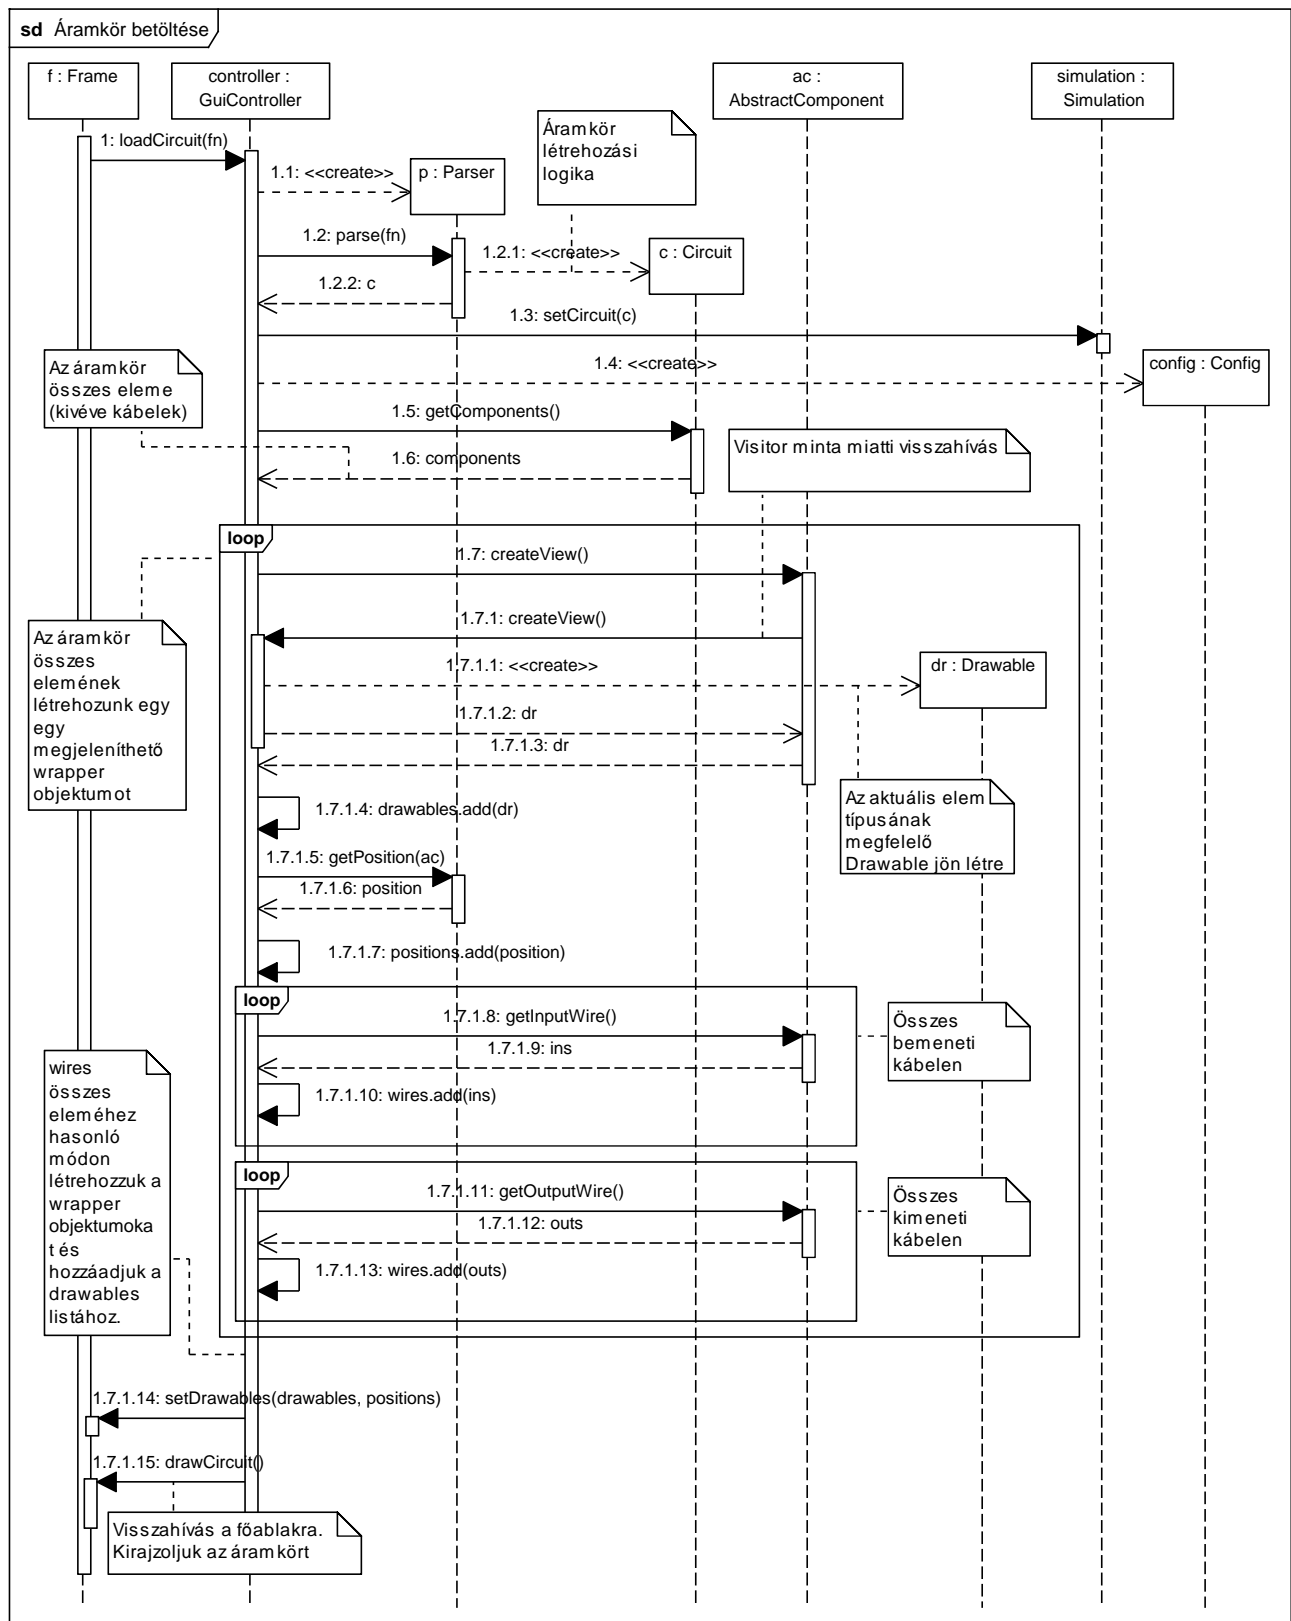 sd Áramkör betöltése
f : Frame
controller :
GuiController
ac :
AbstractComponent
simulation :
Simulation
Áramkör
létrehozási
logika
1: loadCircuit(fn)
1.1: <<create>>
p : Parser
1.2: parse(fn)
1.2.1: <<create>>
c : Circuit
1.2.2: c
1.3: setCircuit(c)
Az áramkör
összes eleme
(kivéve kábelek)
1.4: <<create>>
config : Config
1.5: getComponents()
Visitor minta miatti visszahívás
1.6: components
loop
1.7: createView()
1.7.1: createView()
Az áramkör
összes
elemének
létrehozunk egy
egy
megjeleníthető
wrapper
objektumot
1.7.1.1: <<create>>
dr : Drawable
1.7.1.2: dr
1.7.1.3: dr
Az aktuális elem
típusának
megfelelő
Drawable jön létre
1.7.1.4: drawables.add(dr)
1.7.1.5: getPosition(ac)
1.7.1.6: position
1.7.1.7: positions.add(position)
loop
1.7.1.8: getInputWire()
Összes
bemeneti
kábelen
1.7.1.9: ins
1.7.1.10: wires.add(ins)
wires
összes
eleméhez
hasonló
módon
létrehozzuk a
wrapper
objektumoka
t és
hozzáadjuk a
drawables
listához.
loop
1.7.1.11: getOutputWire()
Összes
kimeneti
kábelen
1.7.1.12: outs
1.7.1.13: wires.add(outs)
1.7.1.14: setDrawables(drawables, positions)
1.7.1.15: drawCircuit()
Visszahívás a főablakra.
Kirajzoljuk az áramkört